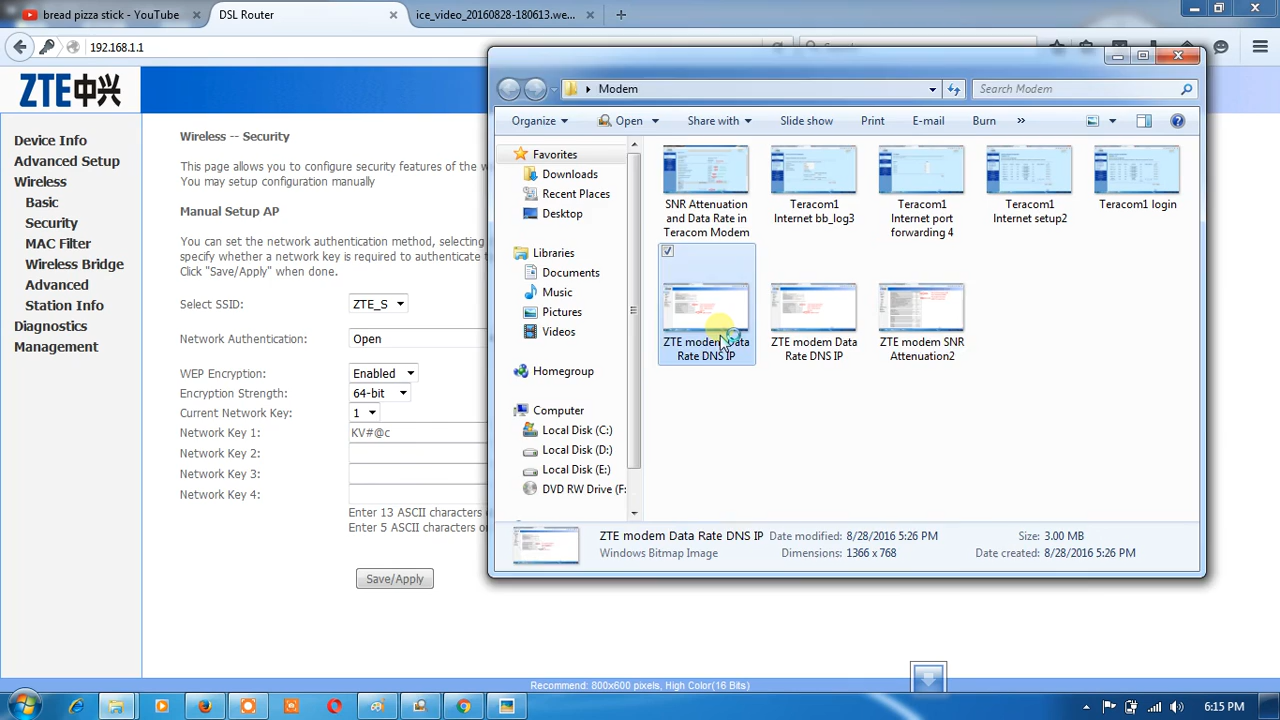 bread pizza stick - YouTube
DSL Router
ice_video_20160828-180613.we...
192.168.1.1
Search
ZTE中兴
Device Info
Advanced Setup
Wireless
Basic
Security
MAC Filter
Wireless Bridge
Advanced
Station Info
Diagnostics
Management
Wireless -- Security
This page allows you to configure security features of the w
You may setup configuration manually
Manual Setup AP
You can set the network authentication method, selecting
specify whether a network key is required to authenticate t
Click "Save/Apply" when done.
Select SSID: ZTE_S
Network Authentication: Open
WEP Encryption: Enabled
Encryption Strength: 64-bit
Current Network Key: 1
Network Key 1: KV#@c
Network Key 2:
Network Key 3:
Network Key 4:
Enter 13 ASCII characters o
Enter 5 ASCII characters o
Save/Apply
Modem
Search Modem
Organize Open Share with Slide show Print E-mail Burn »
Favorites
Downloads
Recent Places
Desktop
Libraries
Documents
Music
Pictures
Videos
Homegroup
Computer
Local Disk (C:)
Local Disk (D:)
Local Disk (E:)
DVD RW Drive (F:
SNR Attenuation
and Data Rate in
Teracom Modem
Teracom1
Internet bb_log3
Teracom1
Internet port
forwarding 4
Teracom1
Internet setup2
Teracom1 login
ZTE modem Data
Rate DNS IP
ZTE modem Data
Rate DNS IP
ZTE modem SNR
Attenuation2
ZTE modem Data Rate DNS IP Date modified: 8/28/2016 5:26 PM Size: 3.00 MB
Windows Bitmap Image Dimensions: 1366 x 768 Date created: 8/28/2016 5:26 PM
Recommend: 800x600 pixels, High Color(16 Bits)
6:15 PM